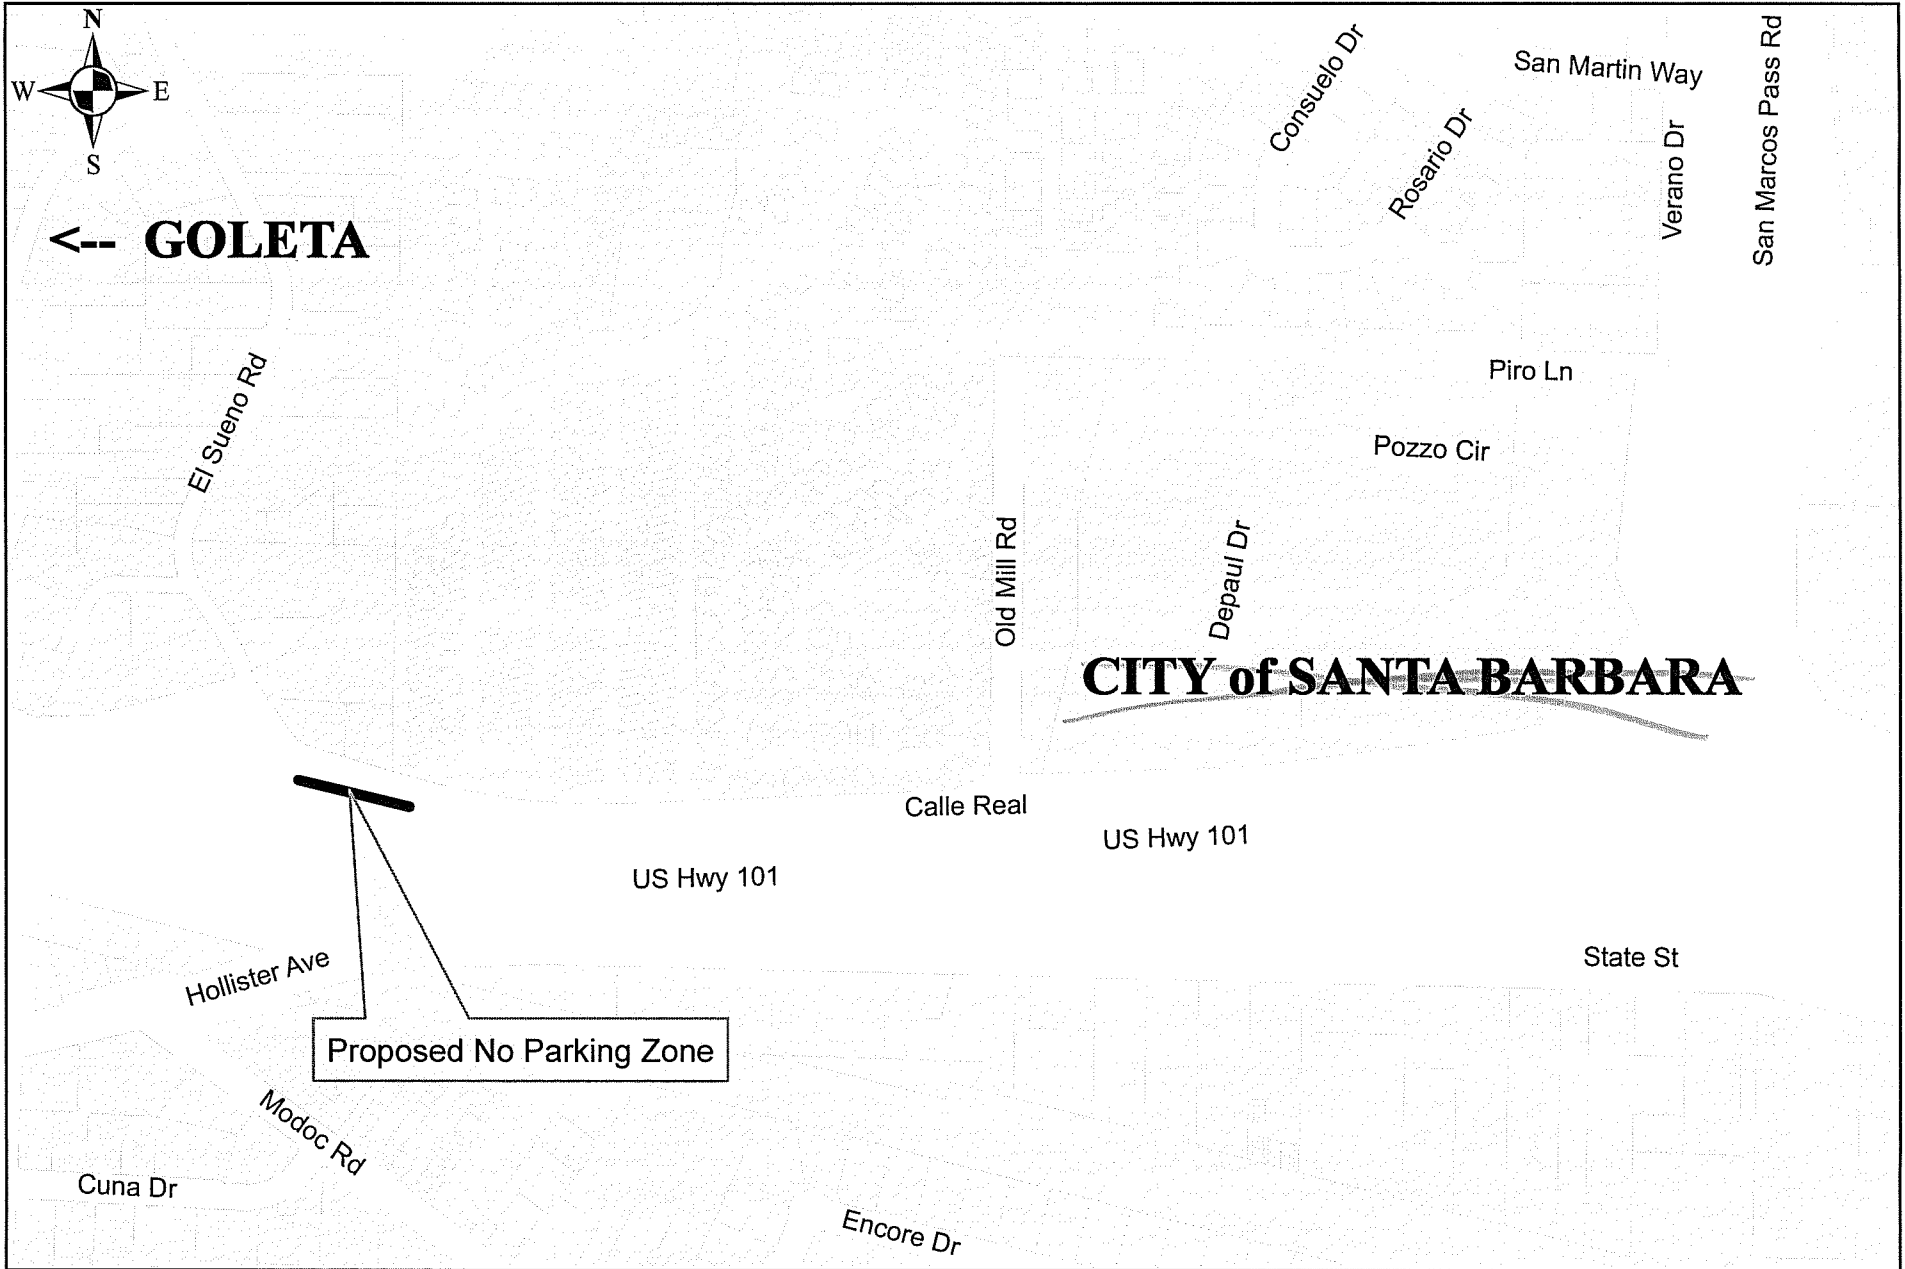 N
W
E
S
Consuelo Dr
San Martin Way
San Marcos Pass Rd
Rosario Dr
Verano Dr
<-- GOLETA
El Sueno Rd
Piro Ln
Pozzo Cir
Old Mill Rd
Depaul Dr
CITY of SANTA BARBARA
Calle Real
US Hwy 101
US Hwy 101
State St
Hollister Ave
Proposed No Parking Zone
Modoc Rd
Cuna Dr
Encore Dr